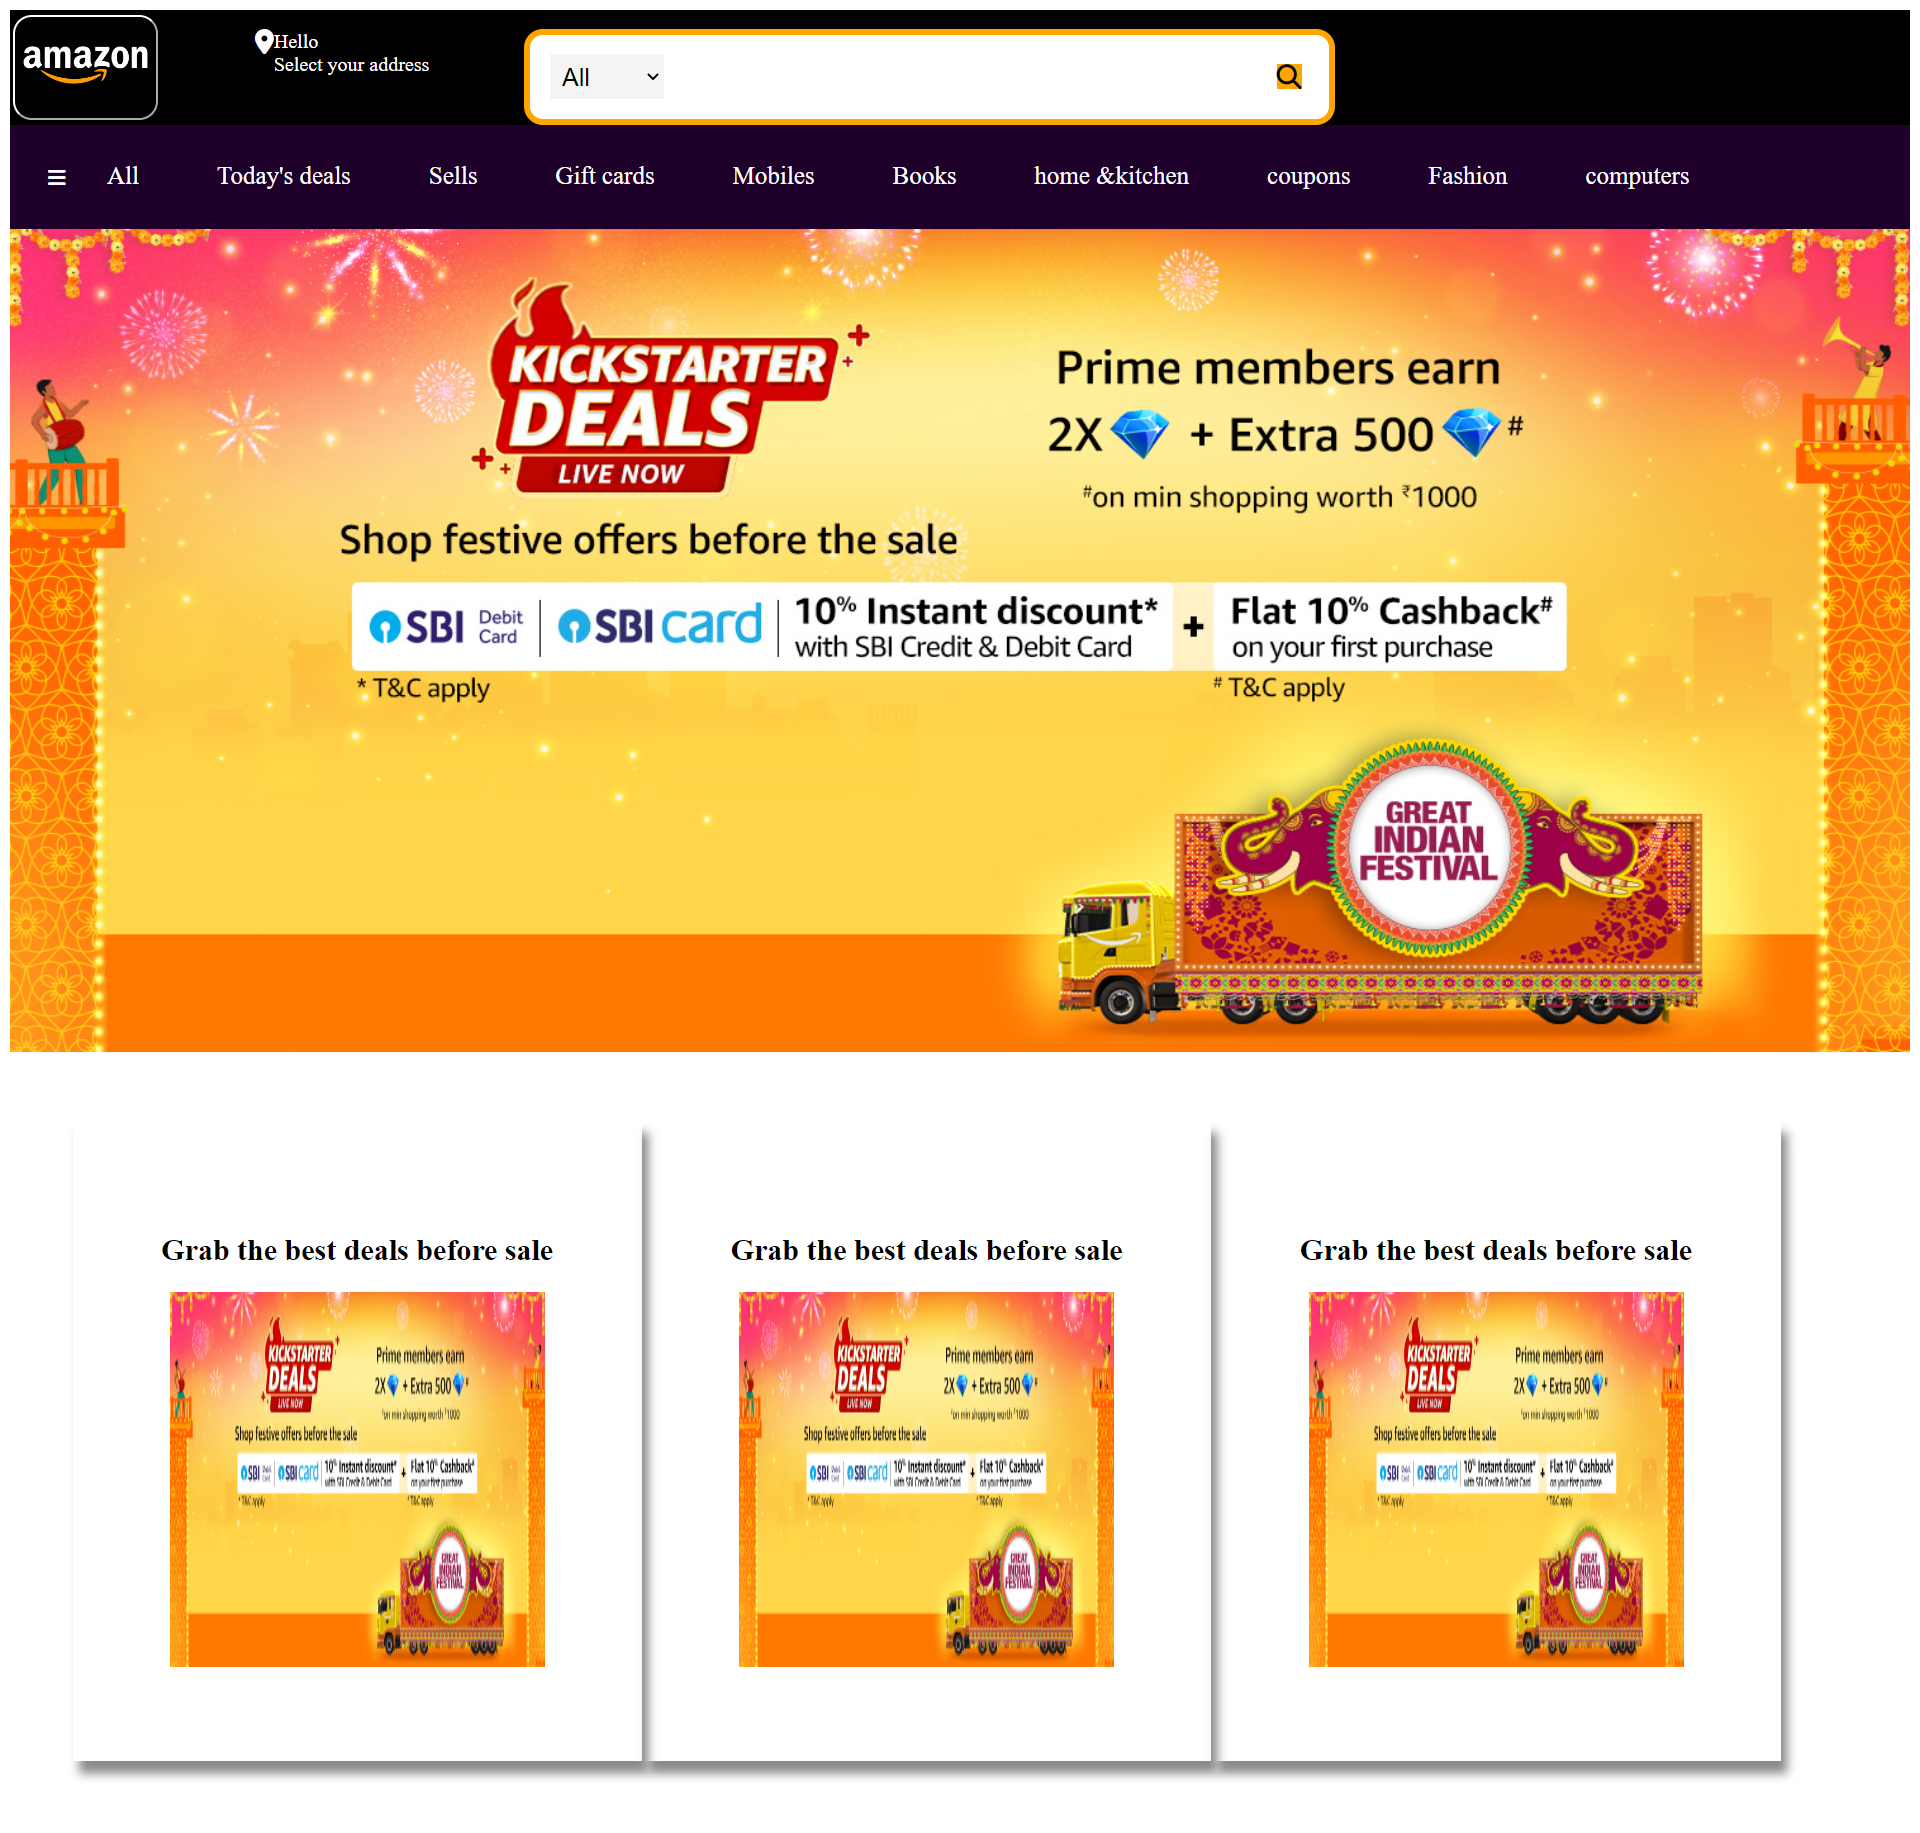 amazon
Hello
Select your address
All
All Today's deals Sells Gift cards Mobiles Books home &kitchen coupons Fashion computers
KICKSTARTER
DEALS
LIVE NOW
Shop festive offers before the sale
Prime members earn
2X💎 + Extra 500💎#
#on min shopping worth ₹1000
SBI Debit Card | SBI card | 10% Instant discount* with SBI Credit & Debit Card + Flat 10% Cashback# on your first purchase
* T&C apply
# T&C apply
GREAT
INDIAN
FESTIVAL
Grab the best deals before sale
KICKSTARTER
DEALS
LIVE NOW
Prime members earn
2X💎 + Extra 500💎#
#on min shopping worth ₹1000
Shop festive offers before the sale
SBI Debit Card | SBI card | 10% Instant discount* with SBI Credit & Debit Card + Flat 10% Cashback# on your first purchase
* T&C apply
# T&C apply
GREAT
INDIAN
FESTIVAL
Grab the best deals before sale
KICKSTARTER
DEALS
LIVE NOW
Prime members earn
2X💎 + Extra 500💎#
#on min shopping worth ₹1000
Shop festive offers before the sale
SBI Debit Card | SBI card | 10% Instant discount* with SBI Credit & Debit Card + Flat 10% Cashback# on your first purchase
* T&C apply
# T&C apply
GREAT
INDIAN
FESTIVAL
Grab the best deals before sale
KICKSTARTER
DEALS
LIVE NOW
Prime members earn
2X💎 + Extra 500💎#
#on min shopping worth ₹1000
Shop festive offers before the sale
SBI Debit Card | SBI card | 10% Instant discount* with SBI Credit & Debit Card + Flat 10% Cashback# on your first purchase
* T&C apply
# T&C apply
GREAT
INDIAN
FESTIVAL